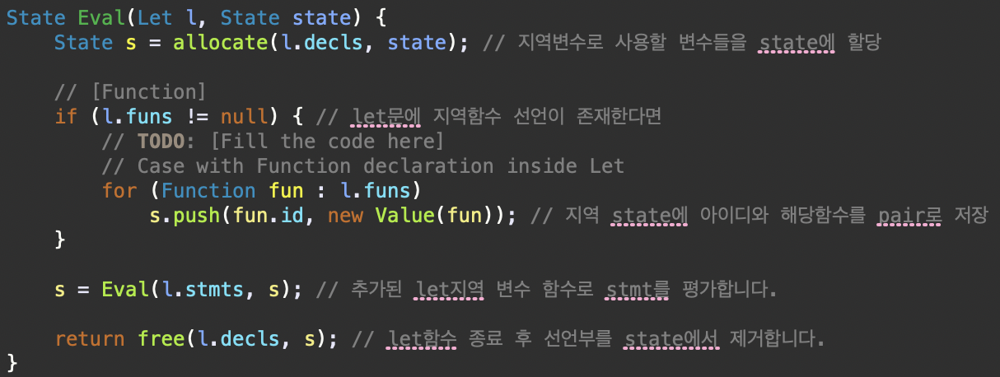 State Eval(Let l, State state) {
    State s = allocate(l.decls, state); // 지역변수로 사용할 변수들을 state에 할당
    // [Function]
    if (l.funs != null) { // let문에 지역함수 선언이 존재한다면
        // TODO: [Fill the code here]
        // Case with Function declaration inside Let
        for (Function fun : l.funs)
            s.push(fun.id, new Value(fun)); // 지역 state에 아이디와 해당함수를 pair로 저장
    }
    s = Eval(l.stmts, s); // 추가된 let지역 변수 함수로 stmt를 평가합니다.
    return free(l.decls, s); // let함수 종료 후 선언부를 state에서 제거합니다.
}